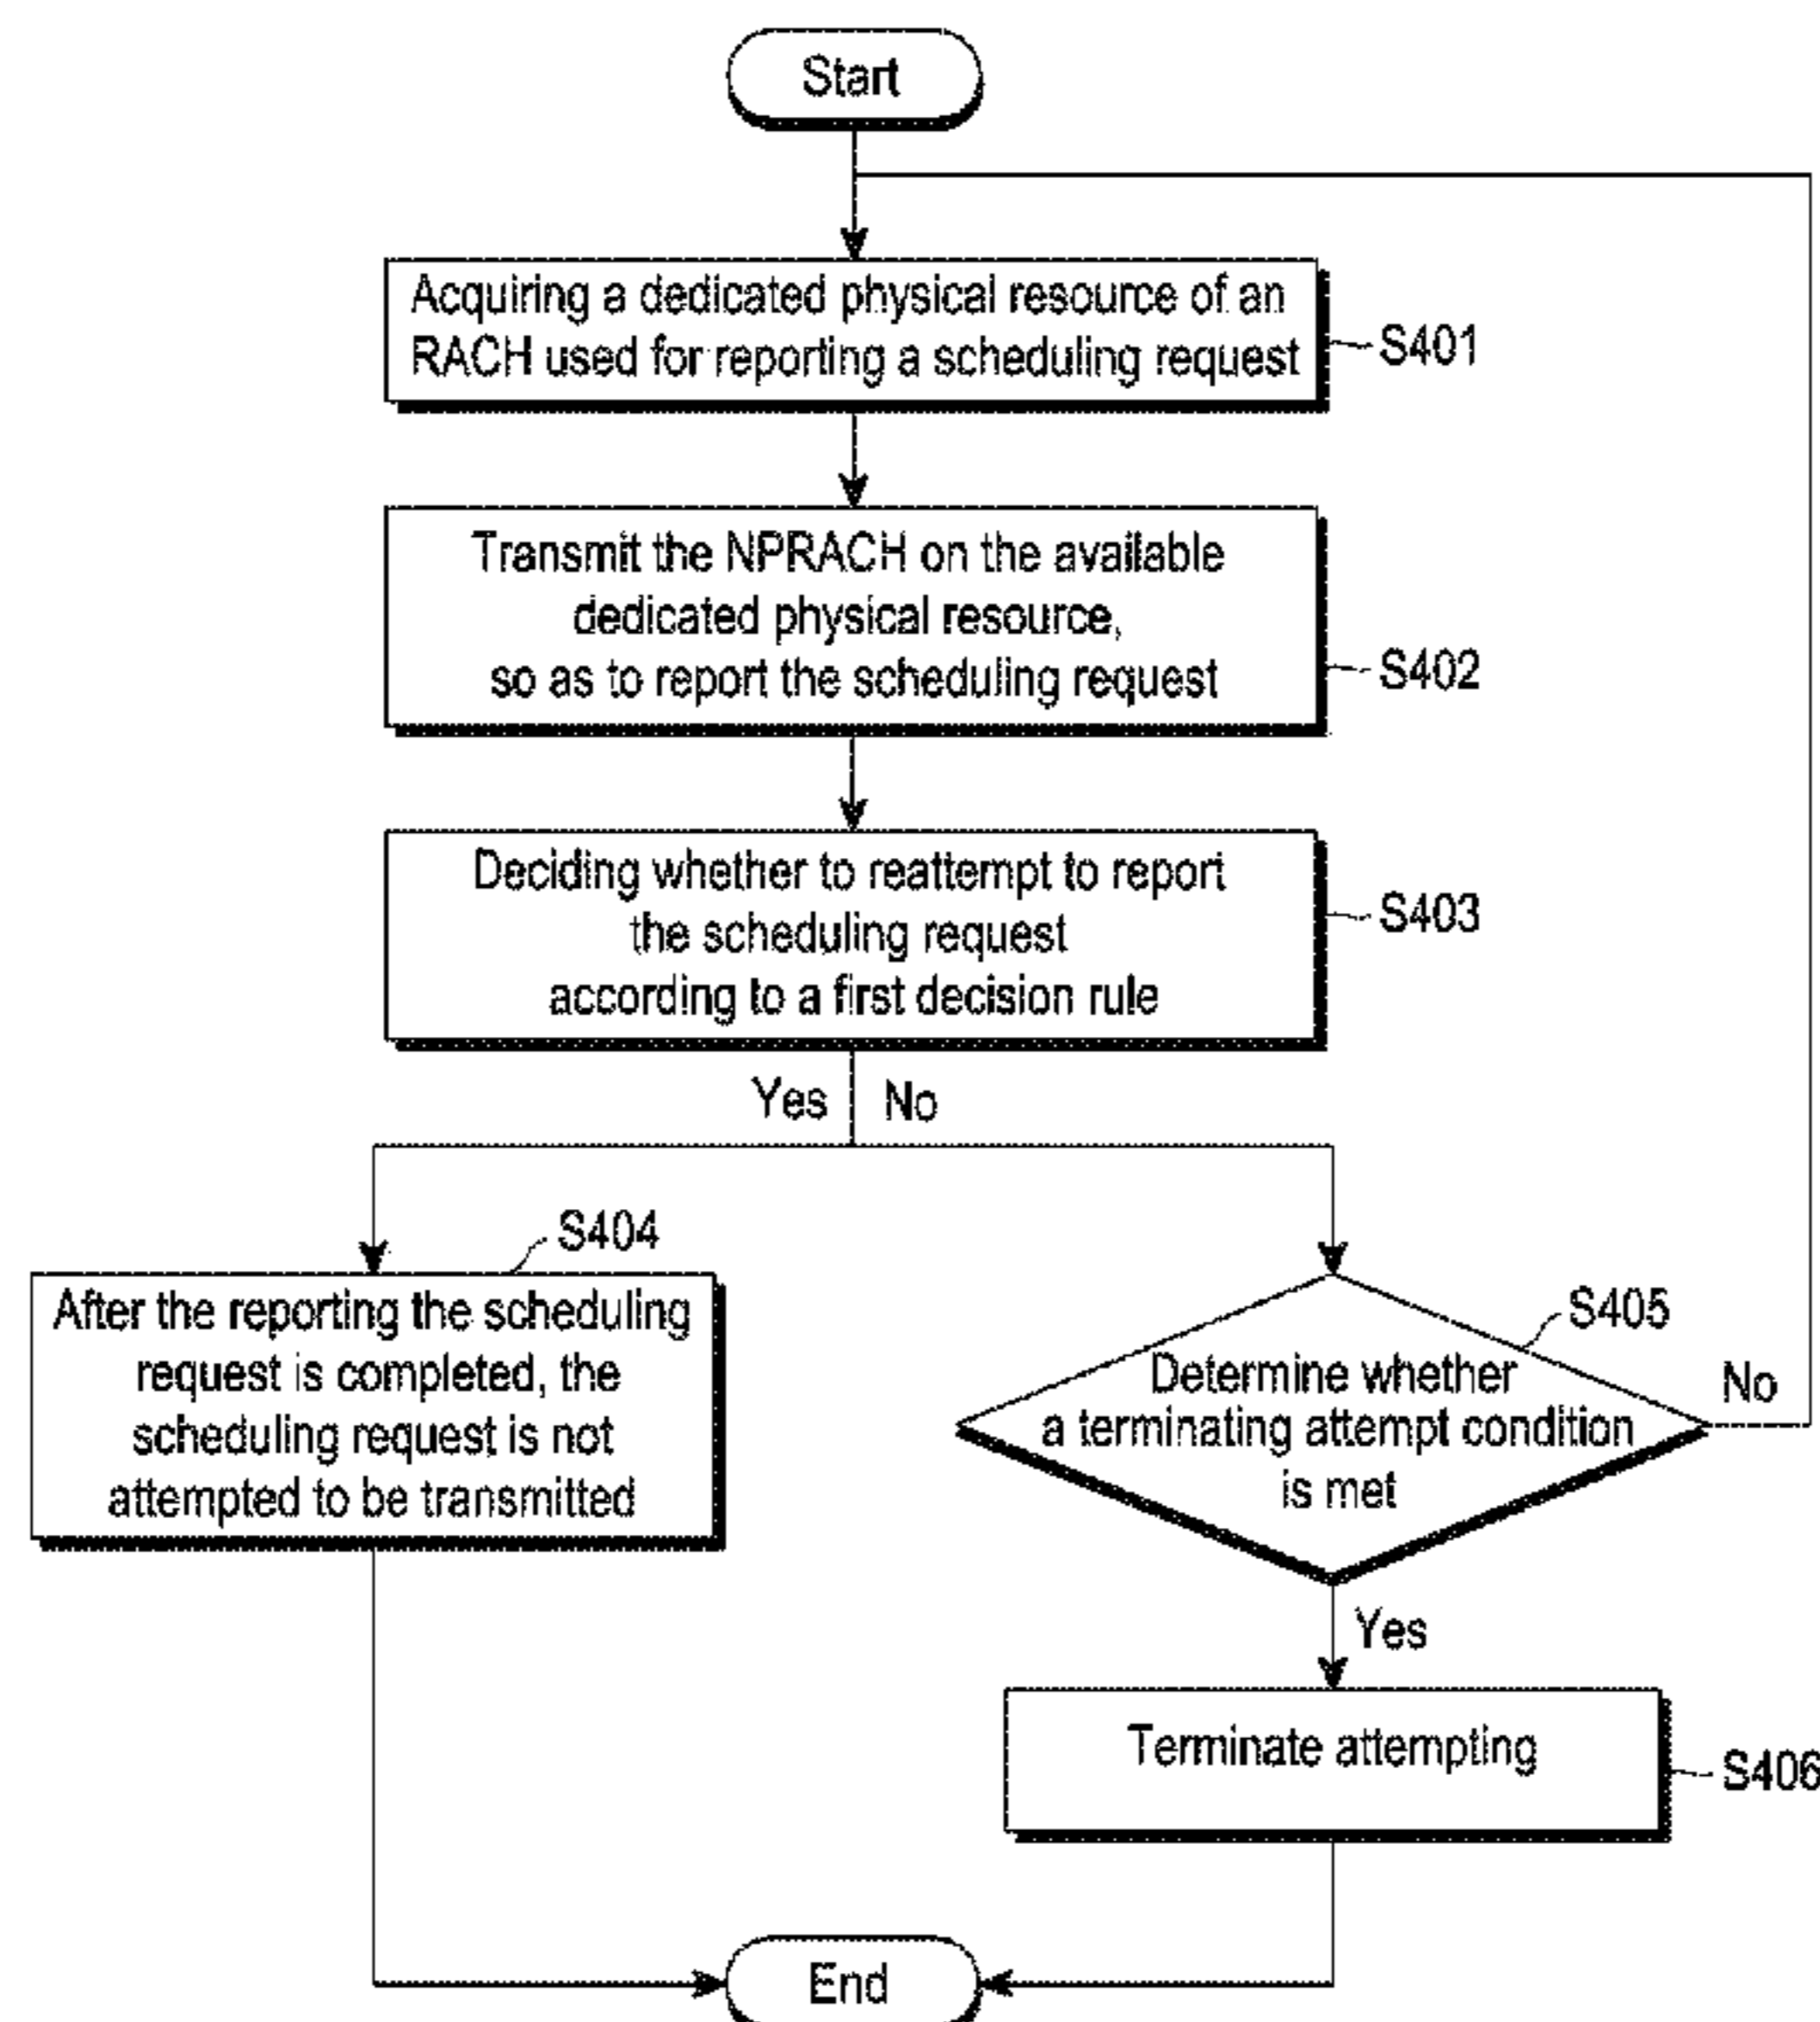 Start
Acquiring a dedicated physical resource of an
RACH used for reporting a scheduling request
S401
Transmit the NPRACH on the available
dedicated physical resource,
so as to report the scheduling request
S402
Deciding whether to reattempt to report
the scheduling request
according to a first decision rule
S403
Yes
No
S404
After the reporting the scheduling
request is completed, the
scheduling request is not
attempted to be transmitted
S405
Determine whether
a terminating attempt condition
is met
No
Yes
Terminate attempting
S406
End